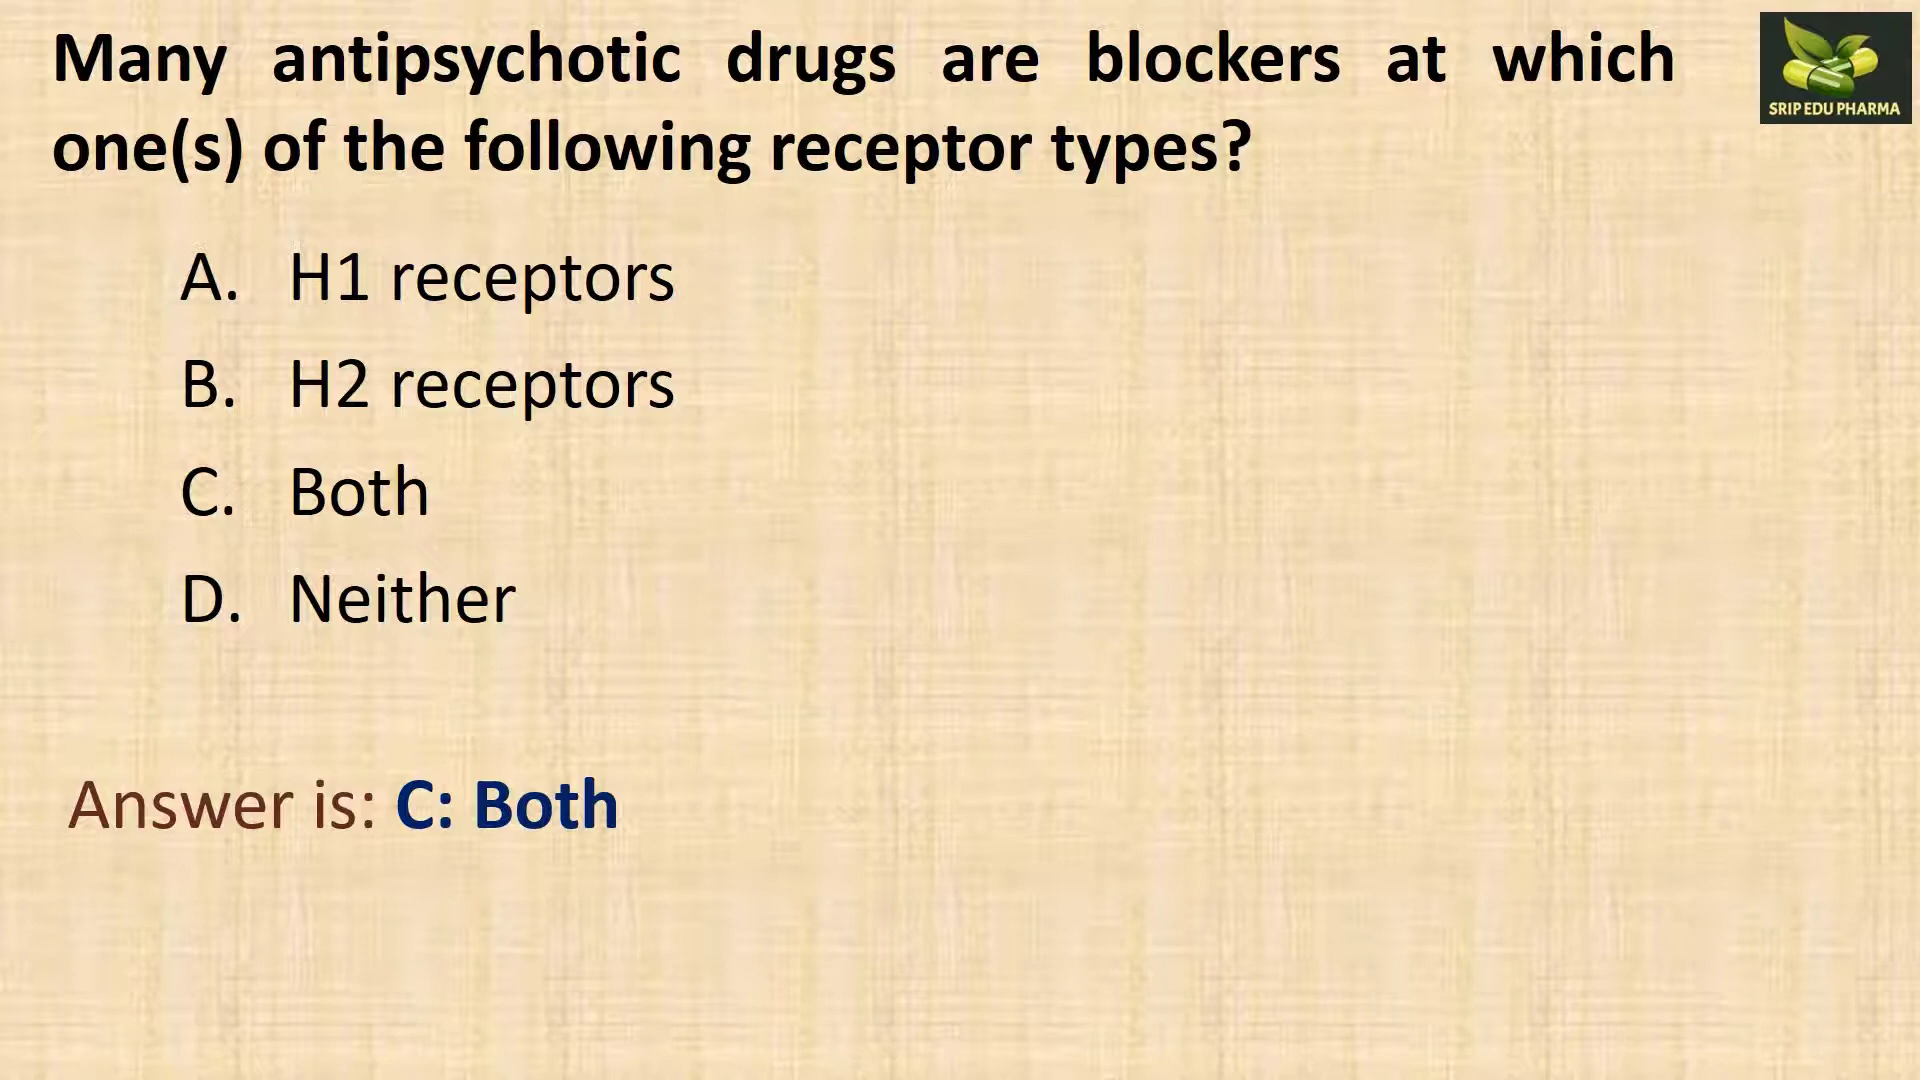 Many antipsychotic drugs are blockers at which
one(s) of the following receptor types?
SRIP EDU PHARMA
A. H1 receptors
B. H2 receptors
C. Both
D. Neither
Answer is: C: Both